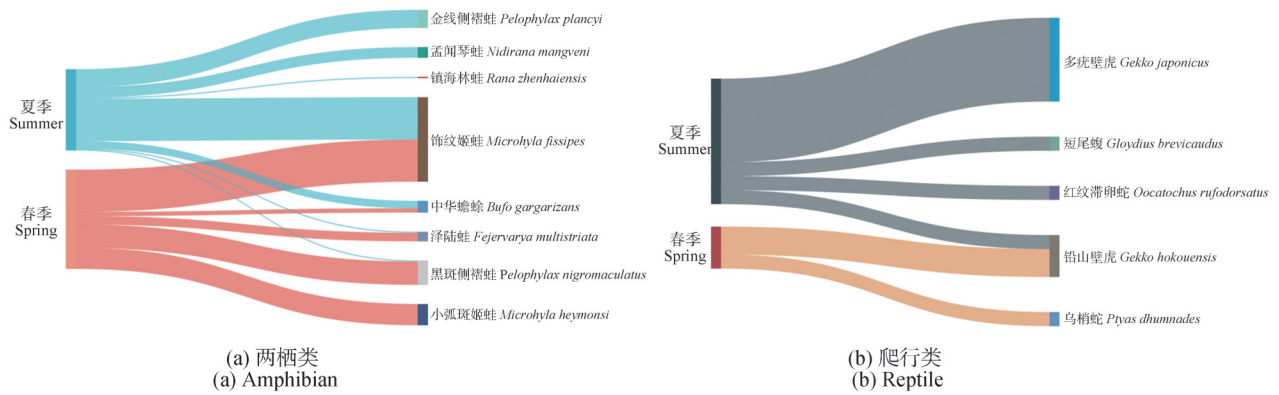 金线侧褶蛙 Pelophylax plancyi
孟闻琴蛙 Nidirana mangveni
镇海林蛙 Rana zhenhaiensis
夏季
Summer
饰纹姬蛙 Microhyla fissipes
中华蟾蜍 Bufo gargarizans
春季
Spring
泽陆蛙 Fejervarya multistriata
黑斑侧褶蛙 Pelophylax nigromaculatus
小弧斑姬蛙 Microhyla heymonsi
(a) 两栖类
(a) Amphibian
多疣壁虎 Gekko japonicus
夏季
Summer
短尾蝮 Gloydius brevicaudus
红纹滞卵蛇 Oocatochus rufodorsatus
春季
Spring
铅山壁虎 Gekko hokouensis
乌梢蛇 Ptyas dhumnades
(b) 爬行类
(b) Reptile